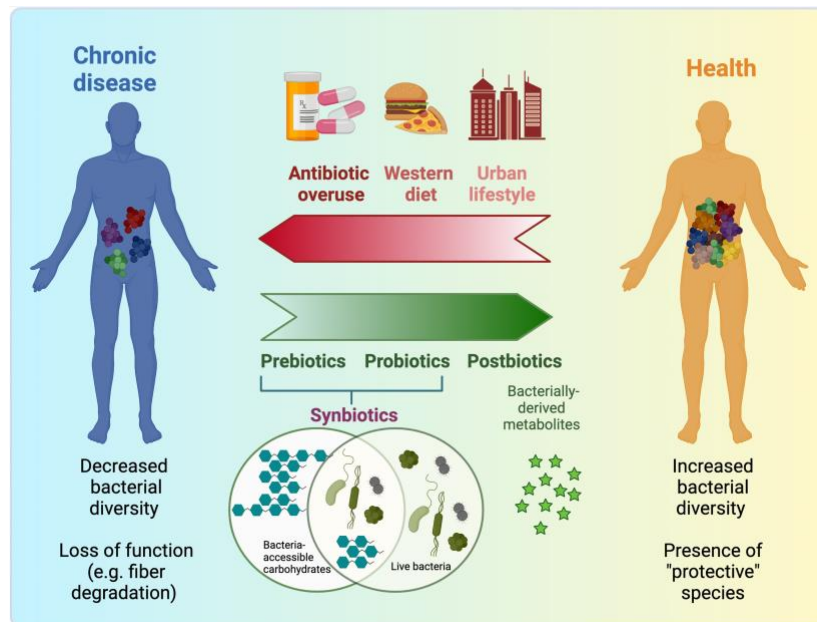 Chronic
disease
Health
Rx
Antibiotic
overuse
Western
diet
Urban
lifestyle
Prebiotics
Probiotics
Postbiotics
Synbiotics
Bacterially-
derived
metabolites
Bacteria-
accessible
carbohydrates
Live bacteria
Decreased
bacterial
diversity
Loss of function
(e.g. fiber
degradation)
Increased
bacterial
diversity
Presence of
"protective"
species